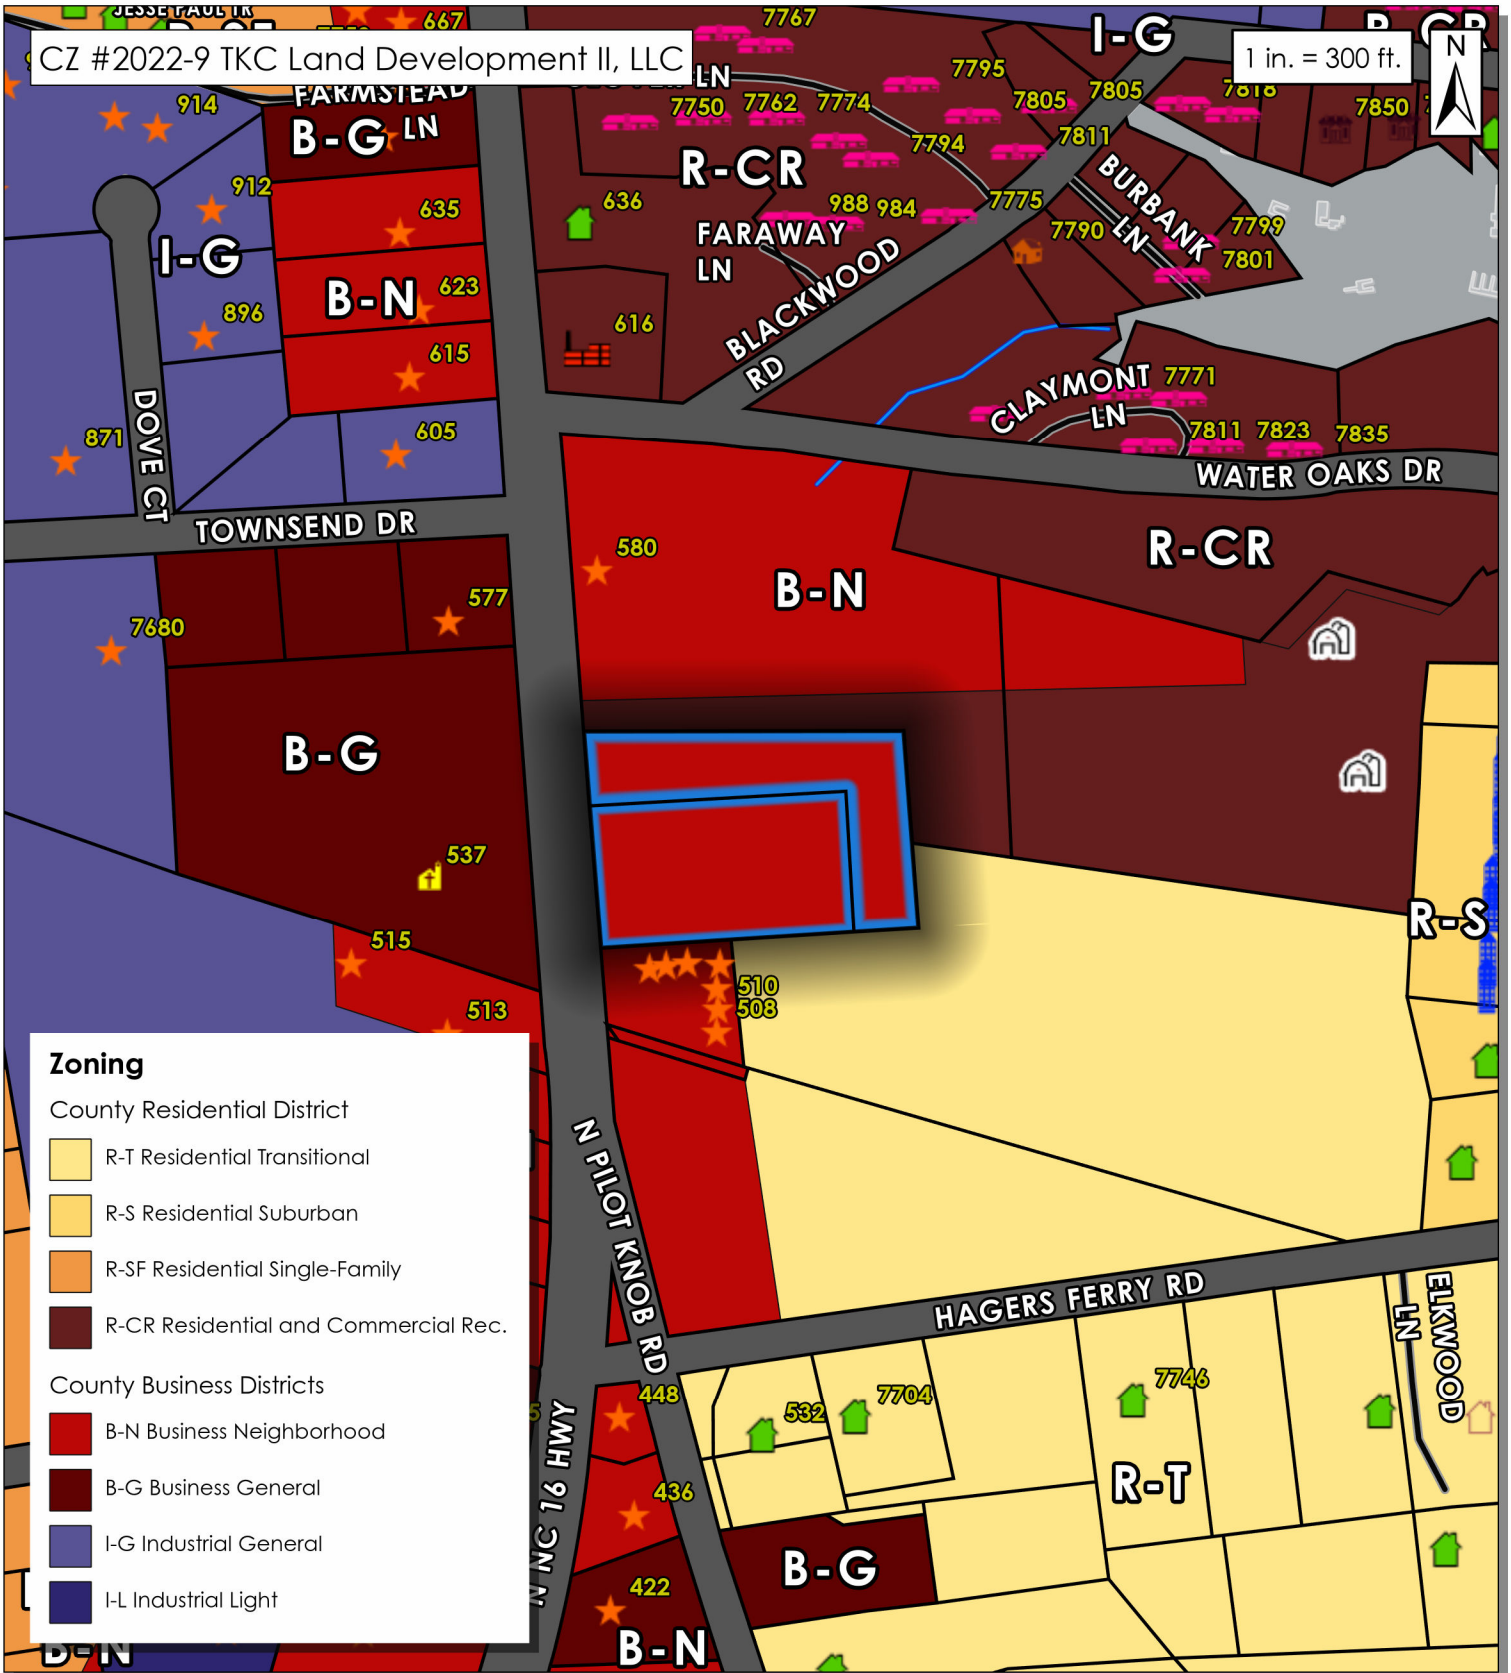 JESSE PAUL TR
667
7767
I-G
R-CR
CZ #2022-9 TKC Land Development II, LLC
1 in. = 300 ft.
N
LN
7795
7805
7805
7818
7850
914
FARMSTEAD
LN
B-G
7750
7762
7774
7794
7811
R-CR
BURBANK
LN
912
635
636
988
984
7775
7790
7799
7801
FARAWAY
LN
I-G
B-N
623
896
616
615
BLACKWOOD
RD
CLAYMONT
LN
7771
871
DOVE CT
605
7811
7823
7835
WATER OAKS DR
TOWNSEND DR
580
B-N
R-CR
577
7680
B-G
537
515
R-S
510
508
513
Zoning
County Residential District
R-T Residential Transitional
R-S Residential Suburban
R-SF Residential Single-Family
R-CR Residential and Commercial Rec.
County Business Districts
B-N Business Neighborhood
B-G Business General
I-G Industrial General
I-L Industrial Light
N PILOT KNOB RD
HAGERS FERRY RD
ELKWOOD
LN
448
532
7704
7746
N NC 16 HWY
436
R-T
B-G
422
B-N
B-N